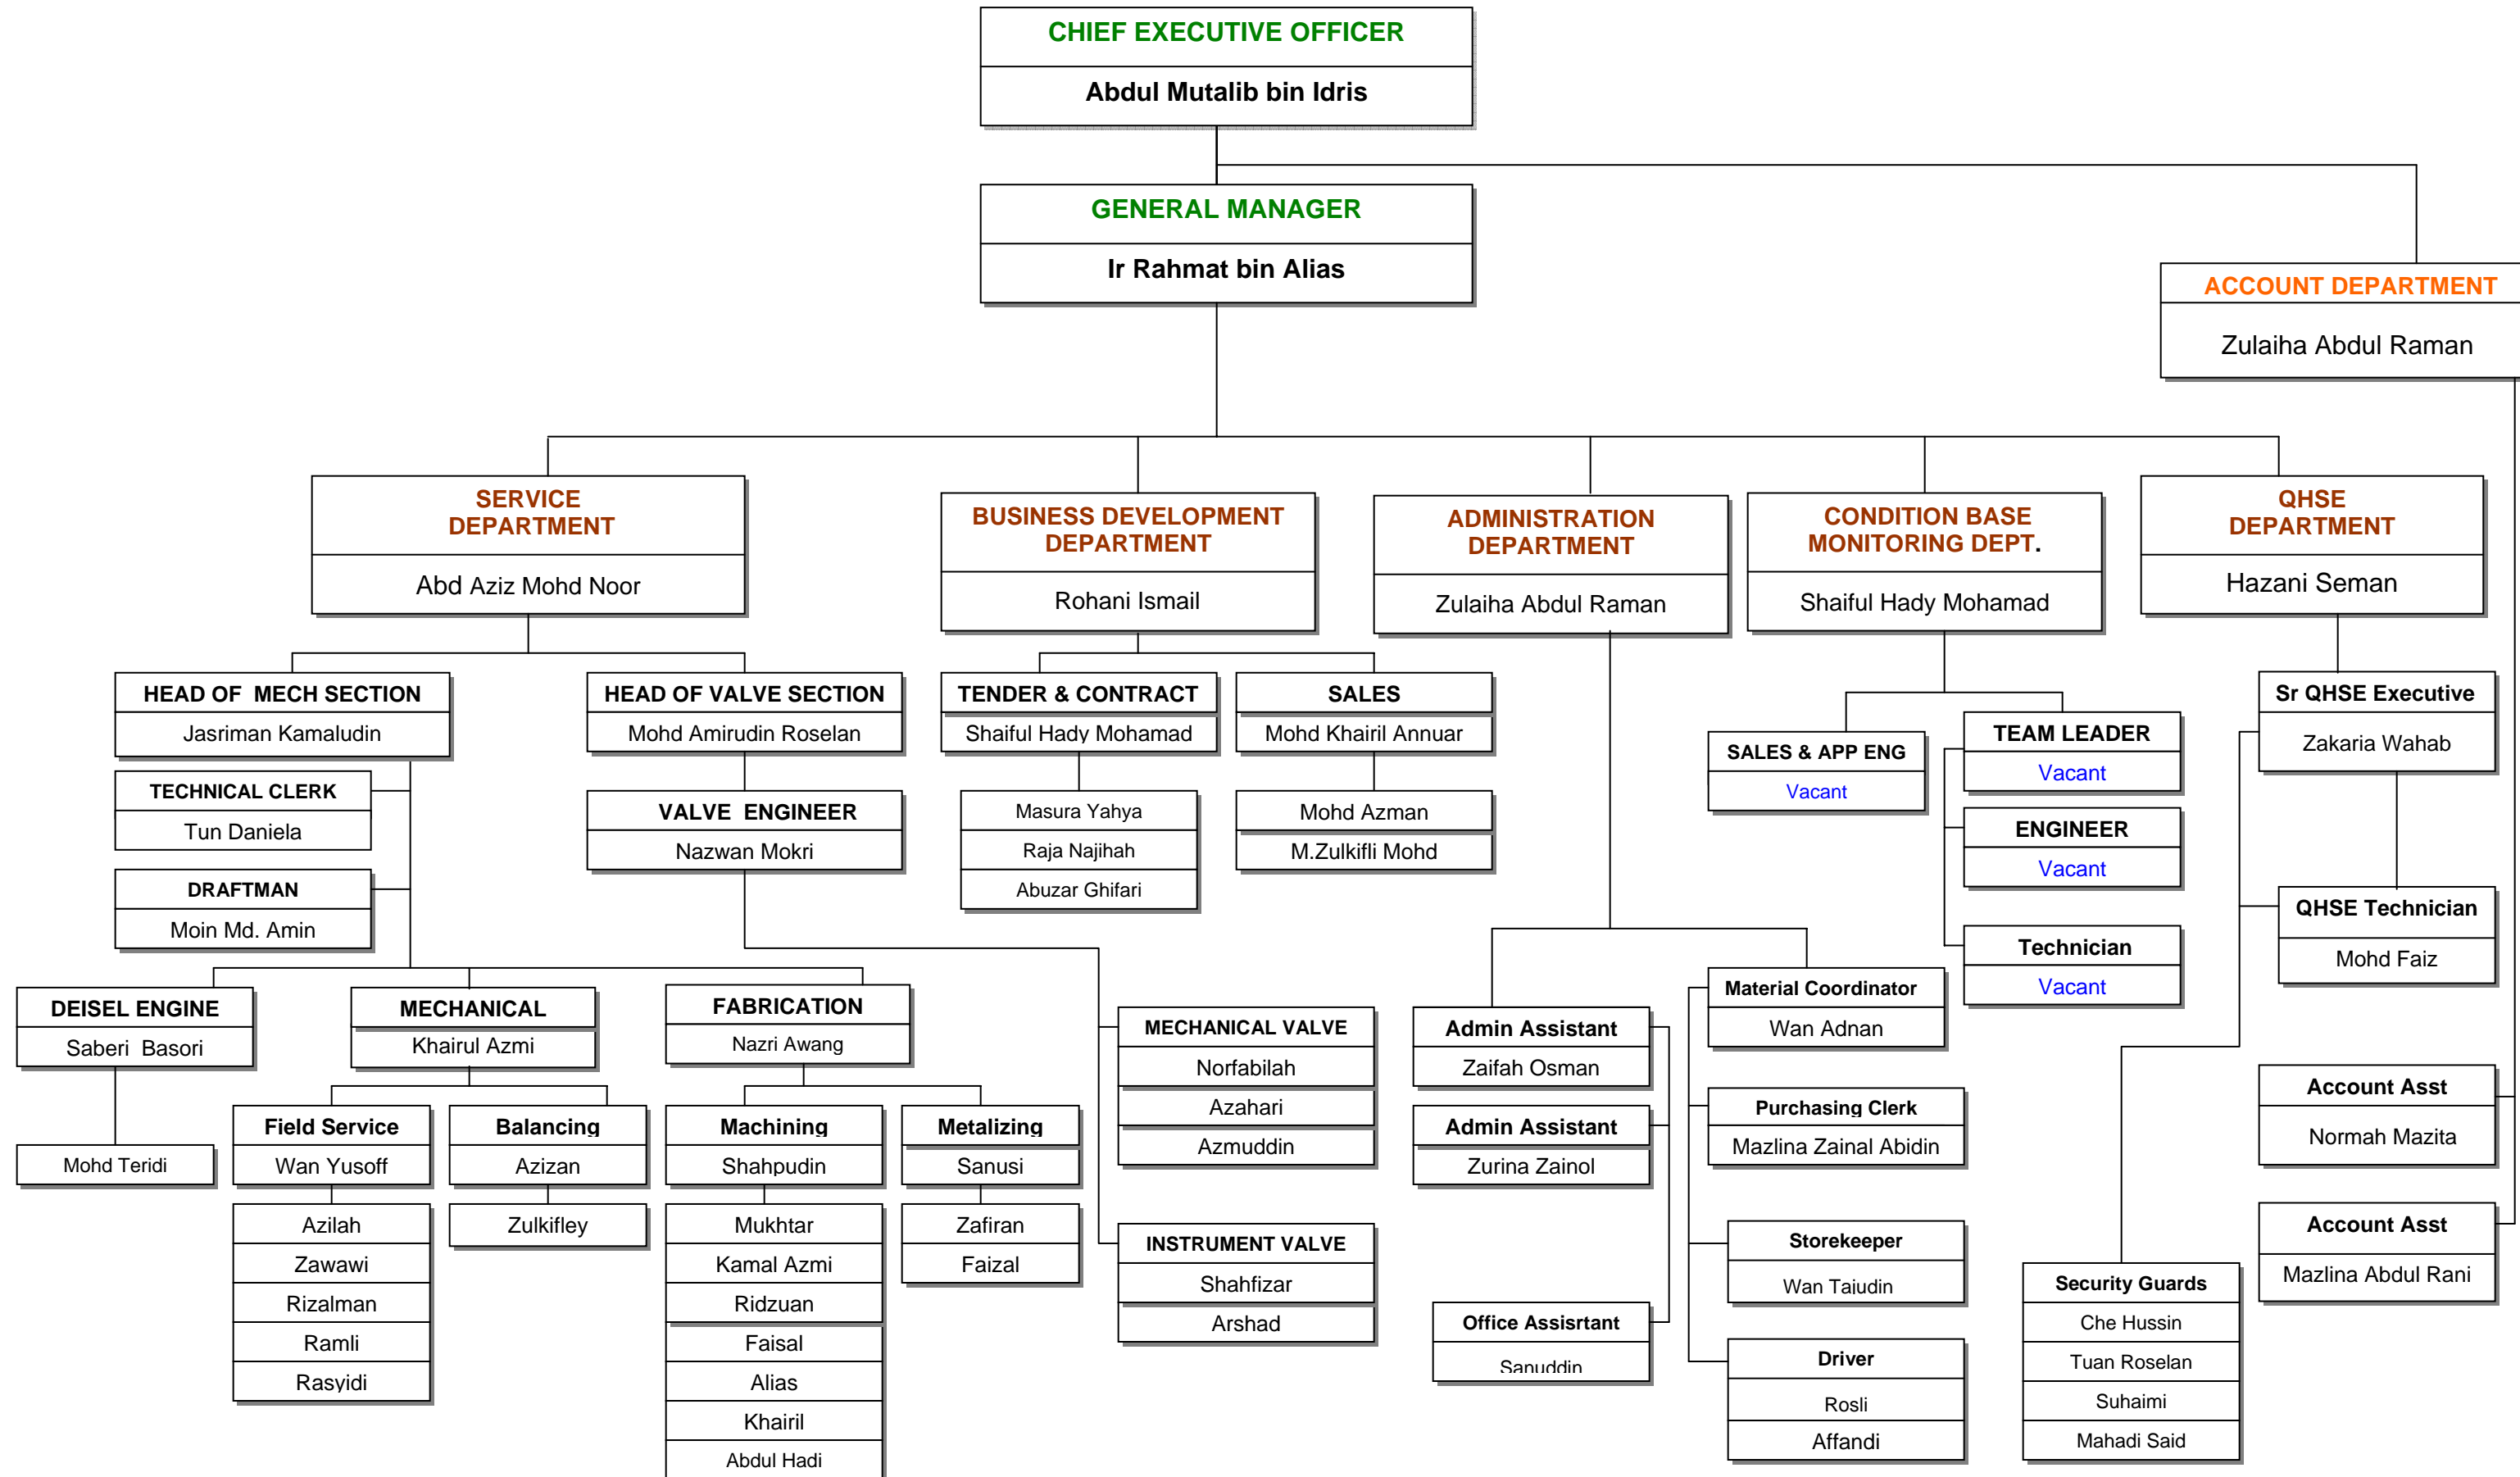 CHIEF EXECUTIVE OFFICER
Abdul Mutalib bin Idris
GENERAL MANAGER
Ir Rahmat bin Alias
ACCOUNT DEPARTMENT
Zulaiha Abdul Raman
SERVICE
DEPARTMENT
Abd Aziz Mohd Noor
BUSINESS DEVELOPMENT
DEPARTMENT
Rohani Ismail
ADMINISTRATION
DEPARTMENT
Zulaiha Abdul Raman
CONDITION BASE
MONITORING DEPT.
Shaiful Hady Mohamad
QHSE
DEPARTMENT
Hazani Seman
HEAD OF MECH SECTION
Jasriman Kamaludin
HEAD OF VALVE SECTION
Mohd Amirudin Roselan
TENDER & CONTRACT
Shaiful Hady Mohamad
SALES
Mohd Khairil Annuar
SALES & APP ENG
Vacant
TEAM LEADER
Vacant
Sr QHSE Executive
Zakaria Wahab
TECHNICAL CLERK
Tun Daniela
VALVE ENGINEER
Nazwan Mokri
Masura Yahya
Raja Najihah
Abuzar Ghifari
Mohd Azman
M.Zulkifli Mohd
ENGINEER
Vacant
DRAFTMAN
Moin Md. Amin
Technician
Vacant
QHSE Technician
Mohd Faiz
DEISEL ENGINE
Saberi Basori
MECHANICAL
Khairul Azmi
FABRICATION
Nazri Awang
MECHANICAL VALVE
Norfabilah
Azahari
Azmuddin
Admin Assistant
Zaifah Osman
Material Coordinator
Wan Adnan
Admin Assistant
Zurina Zainol
Purchasing Clerk
Mazlina Zainal Abidin
Account Asst
Normah Mazita
Mohd Teridi
Field Service
Wan Yusoff
Azilah
Zawawi
Rizalman
Ramli
Rasyidi
Balancing
Azizan
Zulkifley
Machining
Shahpudin
Mukhtar
Kamal Azmi
Ridzuan
Faisal
Alias
Khairil
Abdul Hadi
Metalizing
Sanusi
Zafiran
Faizal
INSTRUMENT VALVE
Shahfizar
Arshad
Office Assisrtant
Sanuddin
Storekeeper
Wan Tajudin
Driver
Rosli
Affandi
Security Guards
Che Hussin
Tuan Roselan
Suhaimi
Mahadi Said
Account Asst
Mazlina Abdul Rani